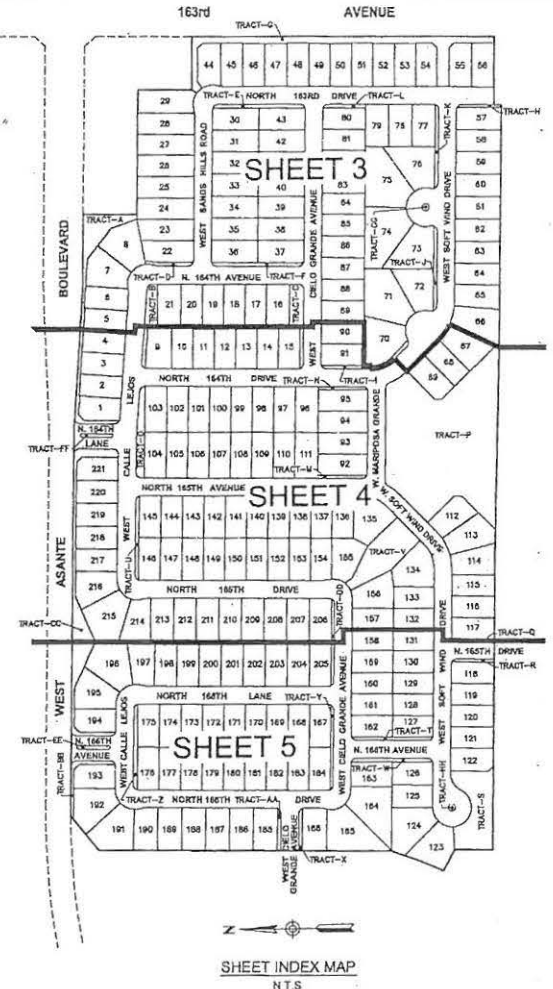 163rd AVENUE
TRACT-G
44 45 46 47 48 49 50 51 52 53 54 55 56
TRACT-E NORTH 163RD DRIVE TRACT-L
TRACT-K
TRACT-H
29 30 43 80 79 78 77 57
28 31 42 81 76 58
27 32 SHEET 3 75 59
26 33 40 83 60
25 34 39 84 61
24 35 38 85 74 62
23 36 37 86 73 63
22 87 72 64
88 71 65
89 70 66
WEST SANDS HILLS ROAD
CIELO GRANDE AVENUE
TRACT-GG
TRACT-J
WEST SOFT WIND DRIVE
TRACT-A
8
7
6
5
4
3
2
1
BOULEVARD
TRACT-D N. 164TH AVENUE TRACT-F
TRACT-B
21 20 19 18 17 16
TRACT-C
9 10 11 12 13 14 15
WEST
90
91
67
68
69
NORTH 164TH DRIVE TRACT-N TRACT-I
LEJOS
103 102 101 100 99 98 97 96
95
94
93
92
104 105 106 107 108 109 110 111
TRACT-M
W. MARIPOSA GRANDE
TRACT-P
N. 164TH
LANE
TRACT-FF
CALLE
221
220
219
218
217
216
215
NORTH 165TH AVENUE
SHEET 4
W. SOFT WIND DRIVE
145 144 143 142 141 140 139 138 137 136 135
146 147 148 149 150 151 152 153 154 155
WEST
TRACT-U
TRACT-V
112
113
114
115
116
117
134
133
132
156
157
DRIVE
ASANTE
NORTH 165TH DRIVE
TRACT-DD
214 213 212 211 210 209 208 207 206
TRACT-CC
TRACT-Q
N. 165TH DRIVE
TRACT-R
158 131
159 130
160 129
161 128
162 127
TRACT-T
118
119
120
121
122
196 197 198 199 200 201 202 203 204 205
195
194
NORTH 166TH LANE TRACT-Y
175 174 173 172 171 170 169 168 167
SHEET 5
176 177 178 179 180 181 182 183 184
WEST CALLE LEJOS
WEST CIELO GRANDE AVENUE
WEST SOFT WIND
WEST
TRACT-EE
N. 166TH
AVENUE
TRACT-BB
193
192
191 190 189 188 187 186 185
TRACT-Z NORTH 166TH TRACT-AA DRIVE
N. 166TH AVENUE
TRACT-W
163
164
165
166
126
125
124
123
TRACT-HH
TRACT-S
WEST CIELO
GRANDE AVENUE
TRACT-X
N
SHEET INDEX MAP
N.T.S.